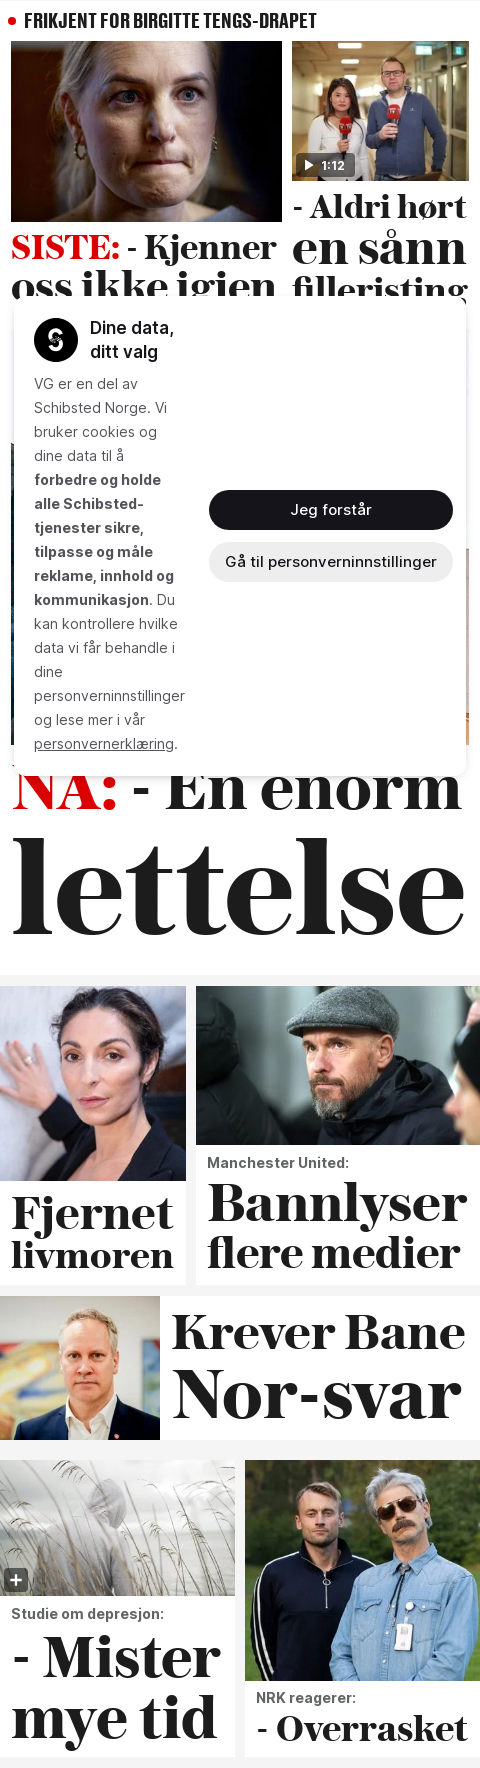 FRIKJENT FOR BIRGITTE TENGS-DRAPET
1:12
SISTE: - Kjenner
oss ikke igjen
- Aldri hørt
en sånn
filleristing
Dine data,
ditt valg
VG er en del av
Schibsted Norge. Vi
bruker cookies og
dine data til å
forbedre og holde
alle Schibsted-
tjenester sikre,
tilpasse og måle
reklame, innhold og
kommunikasjon. Du
kan kontrollere hvilke
data vi får behandle i
dine
personverninnstillinger
og lese mer i vår
personvernerklæring.
Jeg forstår
Gå til personverninnstillinger
NÅ: - En enorm
lettelse
Fjernet
livmoren
Manchester United:
Bannlyser
flere medier
Krever Bane
Nor-svar
Studie om depresjon:
- Mister
mye tid
NRK reagerer:
- Overrasket